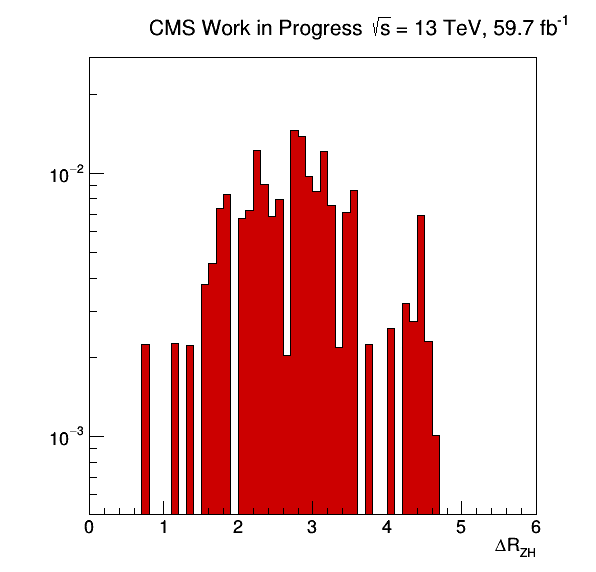 CMS Work in Progress √s = 13 TeV, 59.7 fb⁻¹
10⁻²
10⁻³
0 1 2 3 4 5 6
ΔR_ZH